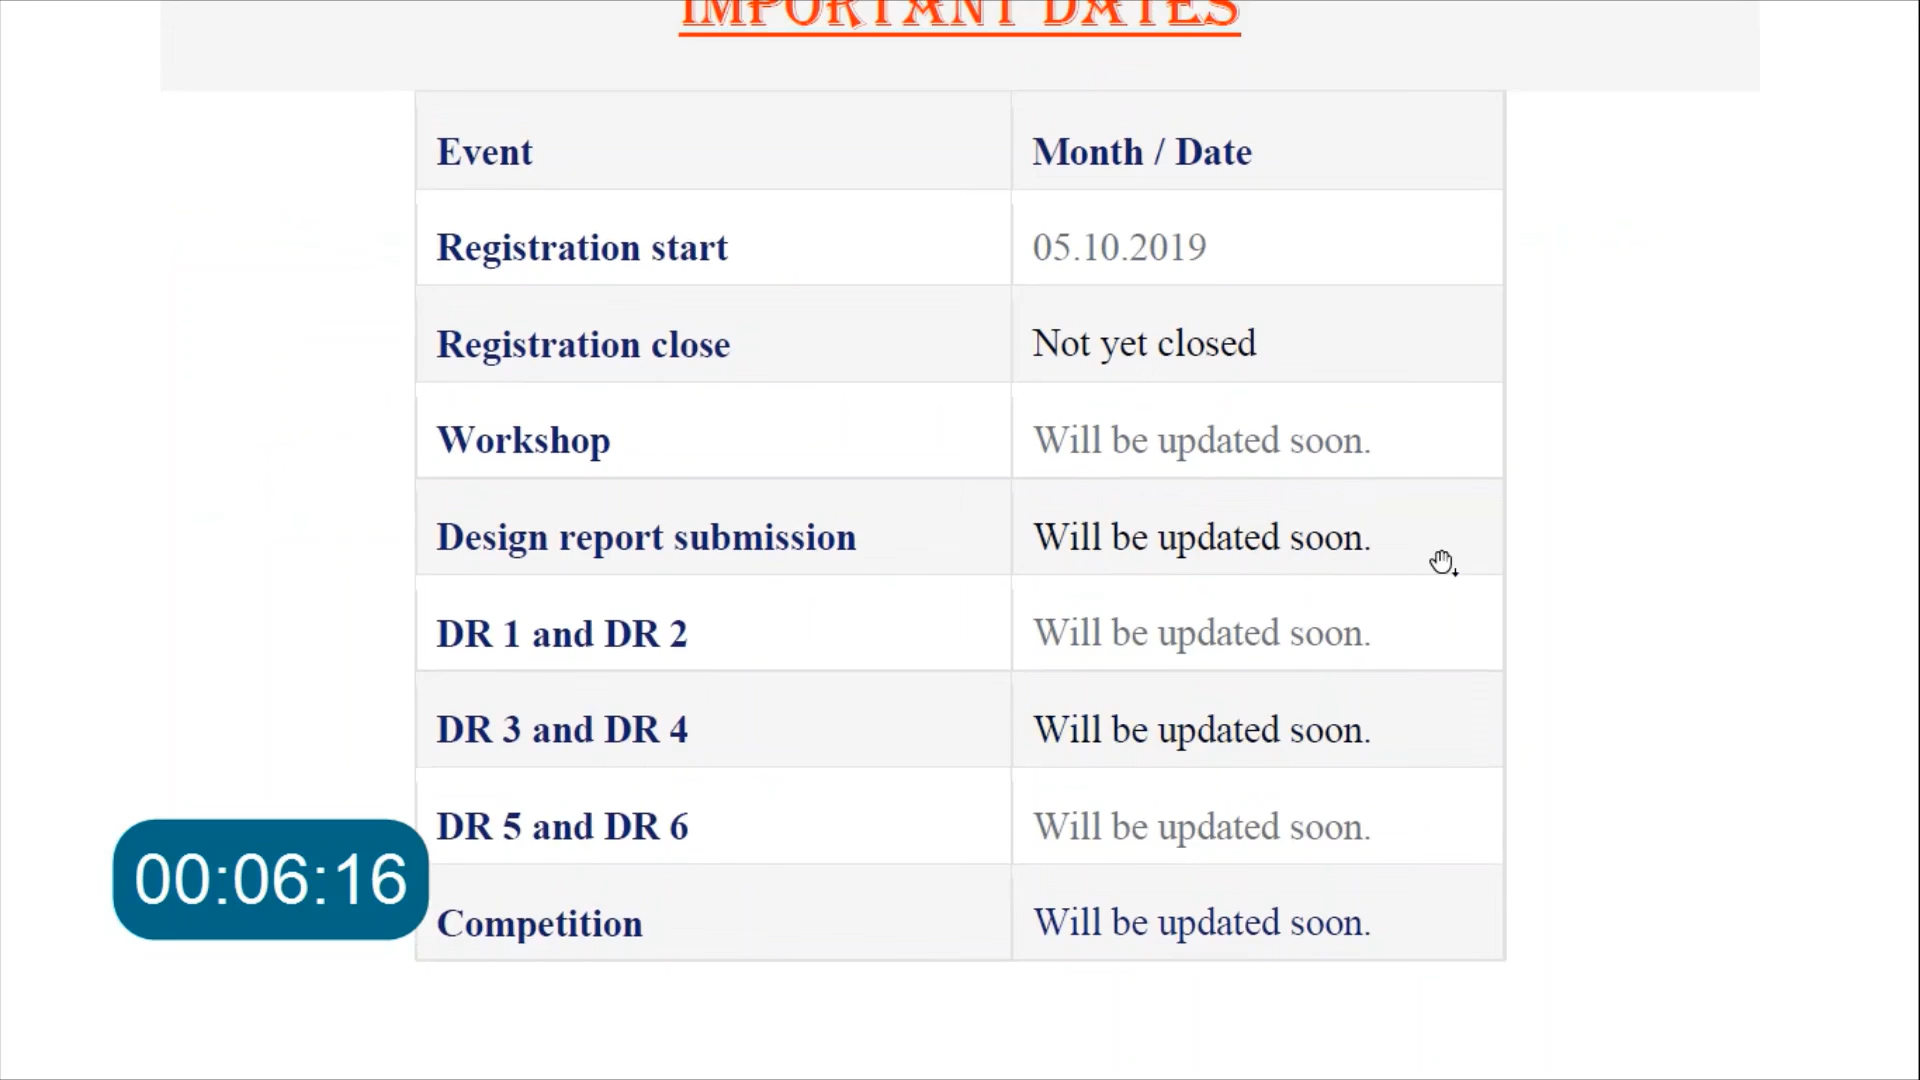 IMPORTANT DATES
Event Month / Date
Registration start 05.10.2019
Registration close Not yet closed
Workshop Will be updated soon.
Design report submission Will be updated soon.
DR 1 and DR 2 Will be updated soon.
DR 3 and DR 4 Will be updated soon.
DR 5 and DR 6 Will be updated soon.
00:06:16
Competition Will be updated soon.